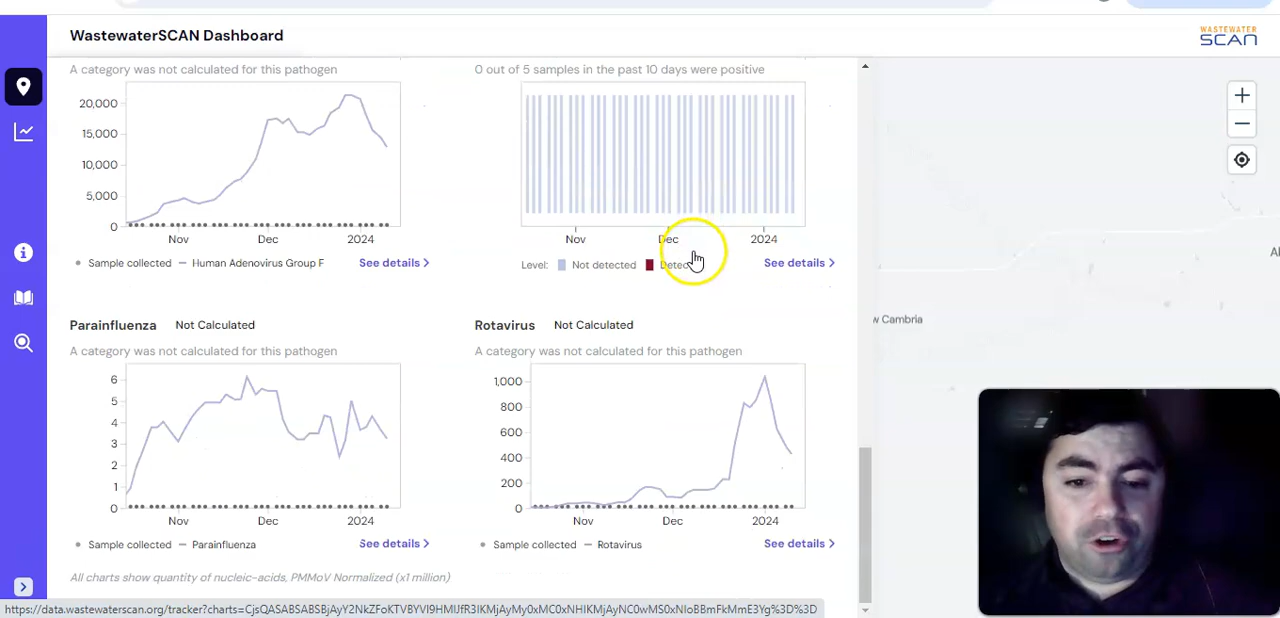 WastewaterSCAN Dashboard
WASTEWATER
SCAN
A category was not calculated for this pathogen
20,000
15,000
10,000
5,000
0
Nov
Dec
2024
Sample collected
Human Adenovirus Group F
See details
0 out of 5 samples in the past 10 days were positive
Nov
Dec
2024
Level:
Not detected
See details
Parainfluenza
Not Calculated
A category was not calculated for this pathogen
6
5
4
3
2
1
0
Nov
Dec
2024
Sample collected
Parainfluenza
See details
Rotavirus
Not Calculated
A category was not calculated for this pathogen
1,000
800
600
400
200
0
Nov
Dec
2024
Sample collected
Rotavirus
See details
All charts show quantity of nucleic-acids, PMMoV Normalized (x1 million)
w Cambria